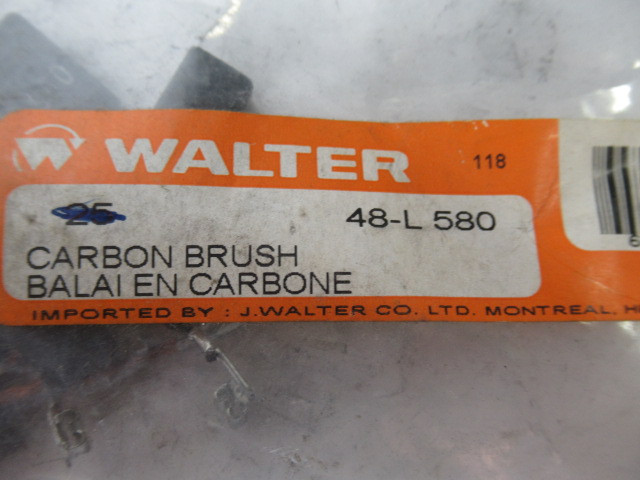 WALTER 118
25 48-L 580
CARBON BRUSH
BALAI EN CARBONE
IMPORTED BY : J.WALTER CO. LTD. MONTREAL,